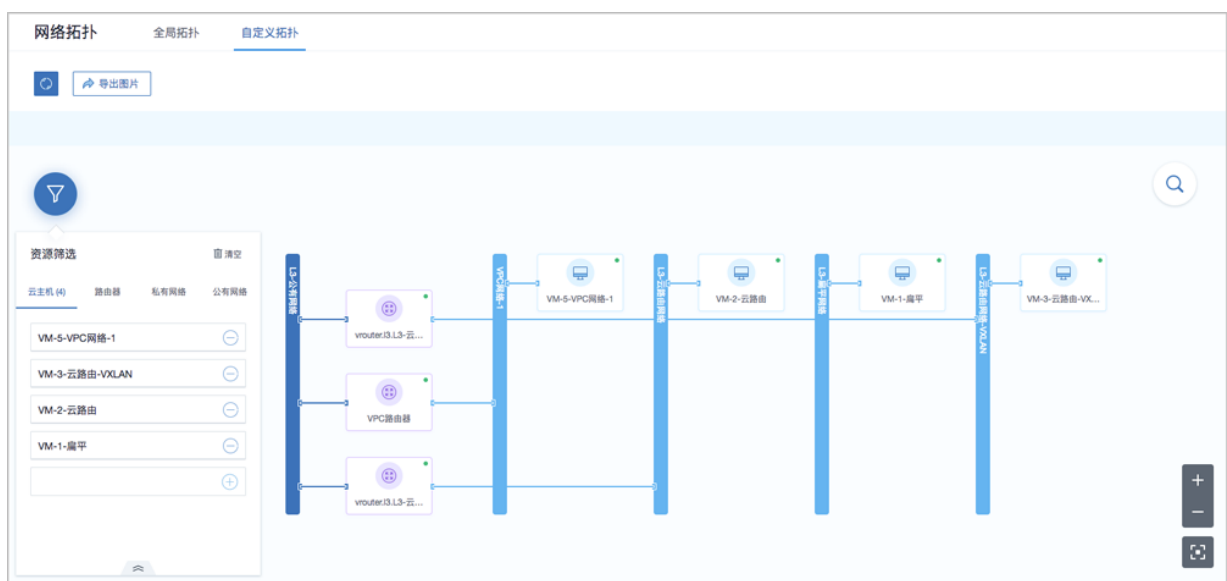 网络拓扑
全局拓扑
自定义拓扑
导出图片
资源筛选
清空
云主机 (4)
路由器
私有网络
公有网络
VM-5-VPC网络-1
VM-3-云路由-VXLAN
VM-2-云路由
VM-1-扁平
L3-公有网络
vrouter.l3.L3-云...
VPC路由器
vrouter.l3.L3-云...
VPC网络-1
VM-5-VPC网络-1
L3-云路由网络
VM-2-云路由
L3-扁平网络
VM-1-扁平
L3-云路由网络-VXLAN
VM-3-云路由-VX...